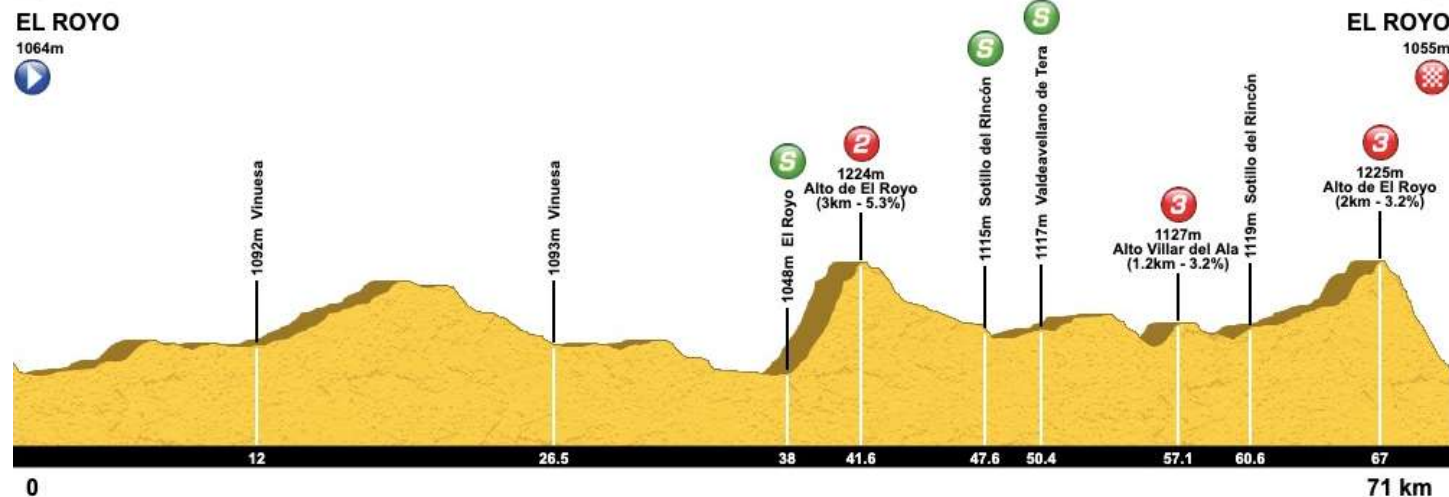 EL ROYO
1064m
1092m Vinuesa
1093m Vinuesa
S
1048m El Royo
2
1224m
Alto de El Royo
(3km - 5.3%)
S
1115m Sotillo del RIncón
S
1117m Valdeavellano de Tera
3
1127m
Alto Villar del Ala
(1.2km - 3.2%)
1119m Sotillo del Rincón
3
1225m
Alto de El Royo
(2km - 3.2%)
EL ROYO
1055m
12
26.5
38
41.6
47.6
50.4
57.1
60.6
67
0
71 km